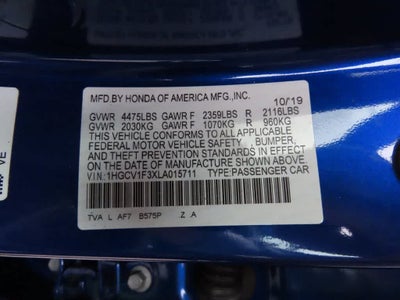 MFD.BY HONDA OF AMERICA MFG.,INC. 10/19
GVWR 4475LBS GAWR F 2359LBS R 2116LBS
GVWR 2030KG GAWR F 1070KG R 960KG
THIS VEHICLE CONFORMS TO ALL APPLICABLE
FEDERAL MOTOR VEHICLE SAFETY, BUMPER,
AND THEFT PREVENTION STANDARDS IN EFFECT
ON THE DATE OF MANUFACTURE SHOWN ABOVE.
VIN:1HGCV1F3XLA015711 TYPE:PASSENGER CAR
TVA L AF7 B575P Z A
VE